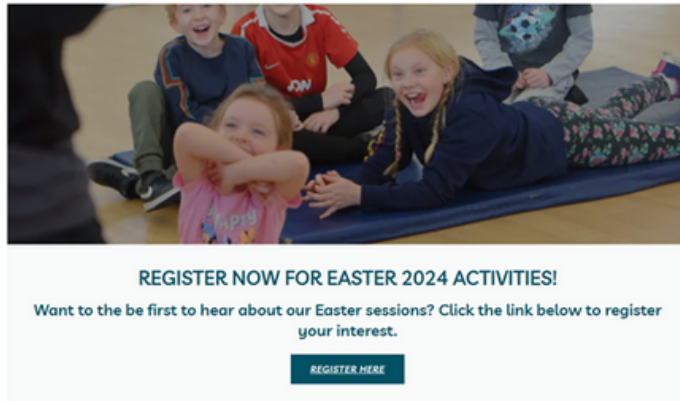 REGISTER NOW FOR EASTER 2024 ACTIVITIES!
Want to the be first to hear about our Easter sessions? Click the link below to register
your interest.
REGISTER HERE